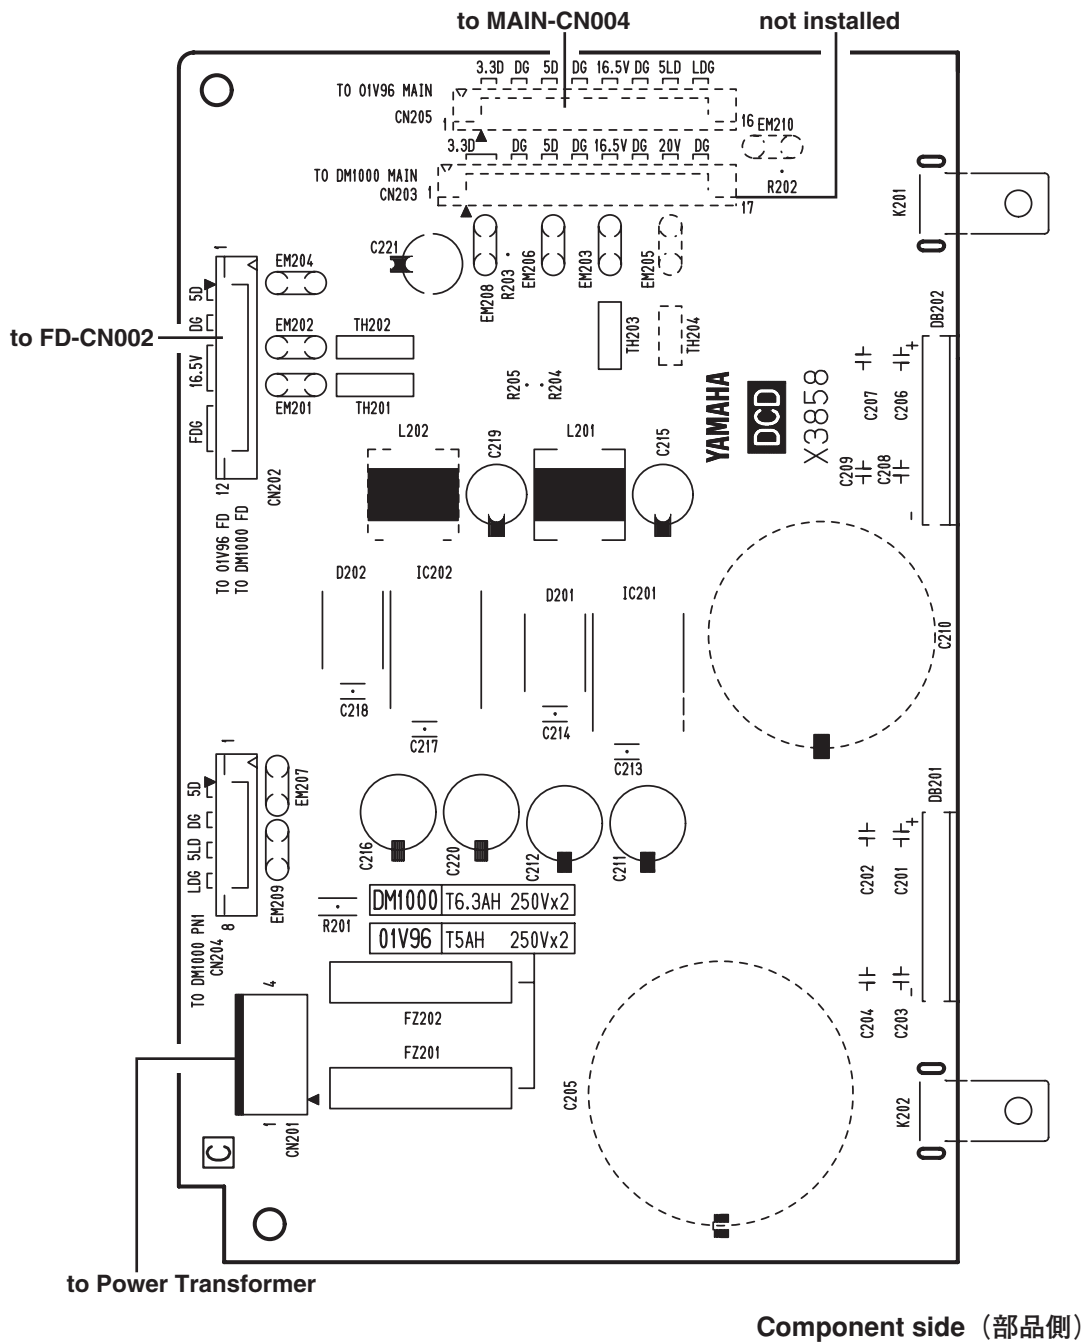 to MAIN-CN004
not installed
3.3D DG 5D DG 16.5V DG 5LD LDG
TO 01V96 MAIN
CN205
1
16
EM210
3.3D DG 5D DG 16.5V DG 20V DG
TO DM1000 MAIN
CN203
1
17
R202
K201
C221
EM208
R203
EM206
EM203
EM205
1
EM204
5D
DG
16.5V
FDG
to FD-CN002
EM202
TH202
EM201
TH201
TH203
TH204
R205
R204
12
CN202
TO 01V96 FD
TO DM1000 FD
YAMAHA
DCD
X3858
DB202
+
C207
C206
C209
C208
-
L202
C219
L201
C215
D202
IC202
D201
IC201
C210
C218
C217
C214
C213
1
5D
DG
5LD
LDG
EM207
EM209
8
CN204
TO DM1000 PN1
C216
C220
C212
C211
DB201
+
C202
C201
R201
DM1000 T6.3AH 250Vx2
01V96 T5AH 250Vx2
C204
C203
-
4
FZ202
FZ201
1
CN201
C205
K202
C
to Power Transformer
Component side（部品側）